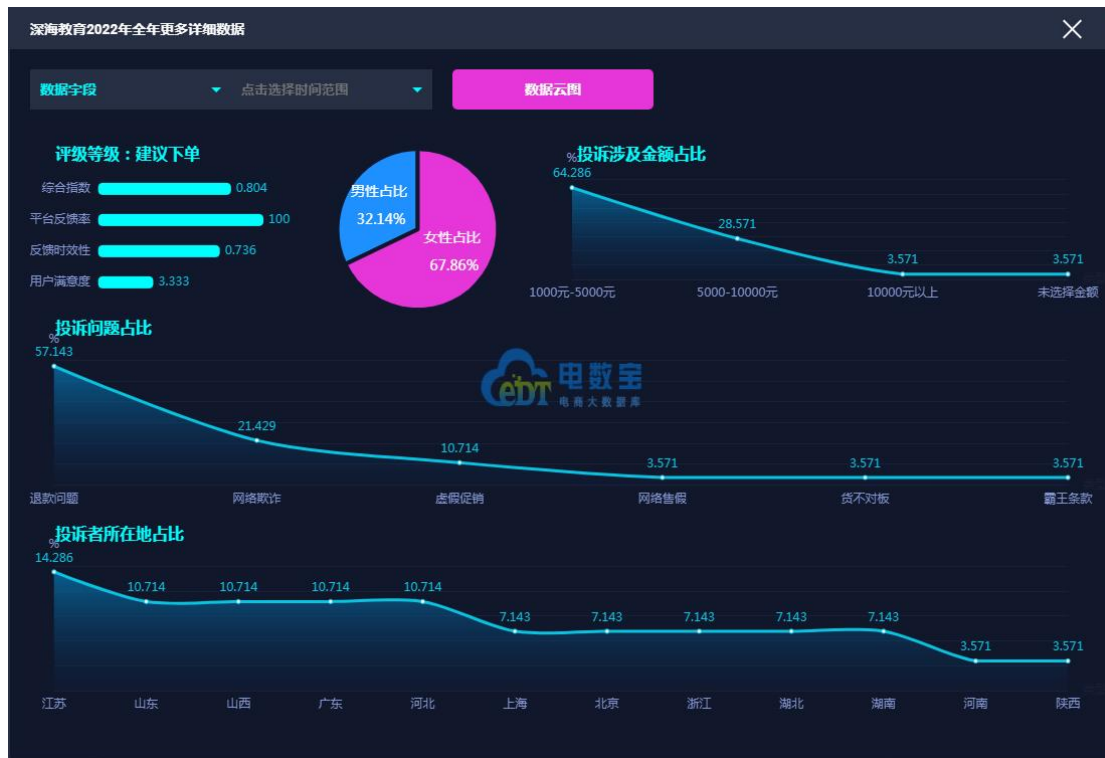 深海教育2022年全年更多详细数据
数据字段
点击选择时间范围
数据云图
评级等级：建议下单
综合指数 0.804
平台反馈率 100
反馈时效性 0.736
用户满意度 3.333
男性占比
32.14%
女性占比
67.86%
%投诉涉及金额占比
64.286
28.571
3.571
3.571
1000元-5000元
5000-10000元
10000元以上
未选择金额
投诉问题占比
%
57.143
21.429
10.714
3.571
3.571
3.571
退款问题
网络欺诈
虚假促销
网络售假
货不对板
霸王条款
ebT 电数宝
电商大数据库
投诉者所在地占比
%
14.286
10.714
10.714
10.714
10.714
7.143
7.143
7.143
7.143
7.143
3.571
3.571
江苏
山东
山西
广东
河北
上海
北京
浙江
湖北
湖南
河南
陕西